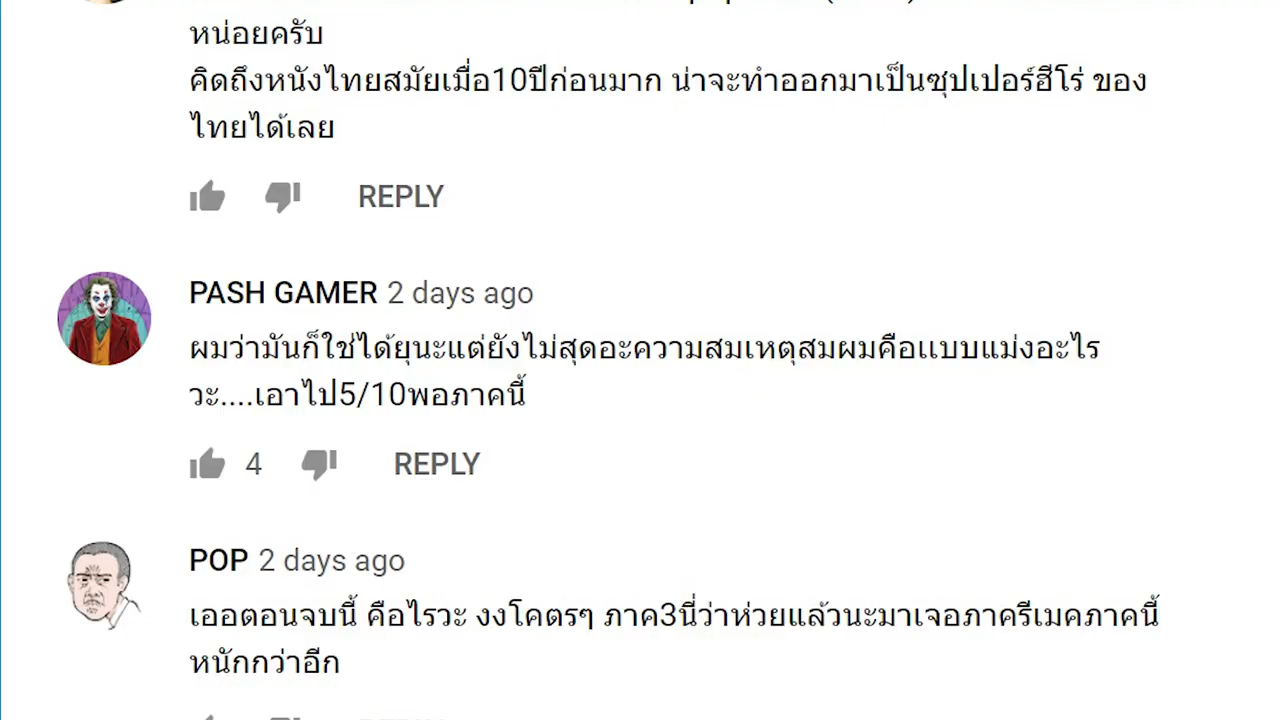 หน่อยครับ
คิดถึงหนังไทยสมัยเมื่อ10ปีก่อนมาก น่าจะทำออกมาเป็นซุปเปอร์ฮีโร่ ของ
ไทยได้เลย
REPLY
PASH GAMER 2 days ago
ผมว่ามันก็ใช่ได้ยุนะแต่ยังไม่สุดอะความสมเหตุสมผมคือแบบแม่งอะไร
วะ....เอาไป5/10พอภาคนี้
4 REPLY
POP 2 days ago
เออตอนจบนี้ คือไรวะ งงโคตรๆ ภาค3นี่ว่าห่วยแล้วนะมาเจอภาครีเมคภาคนี้
หนักกว่าอีก